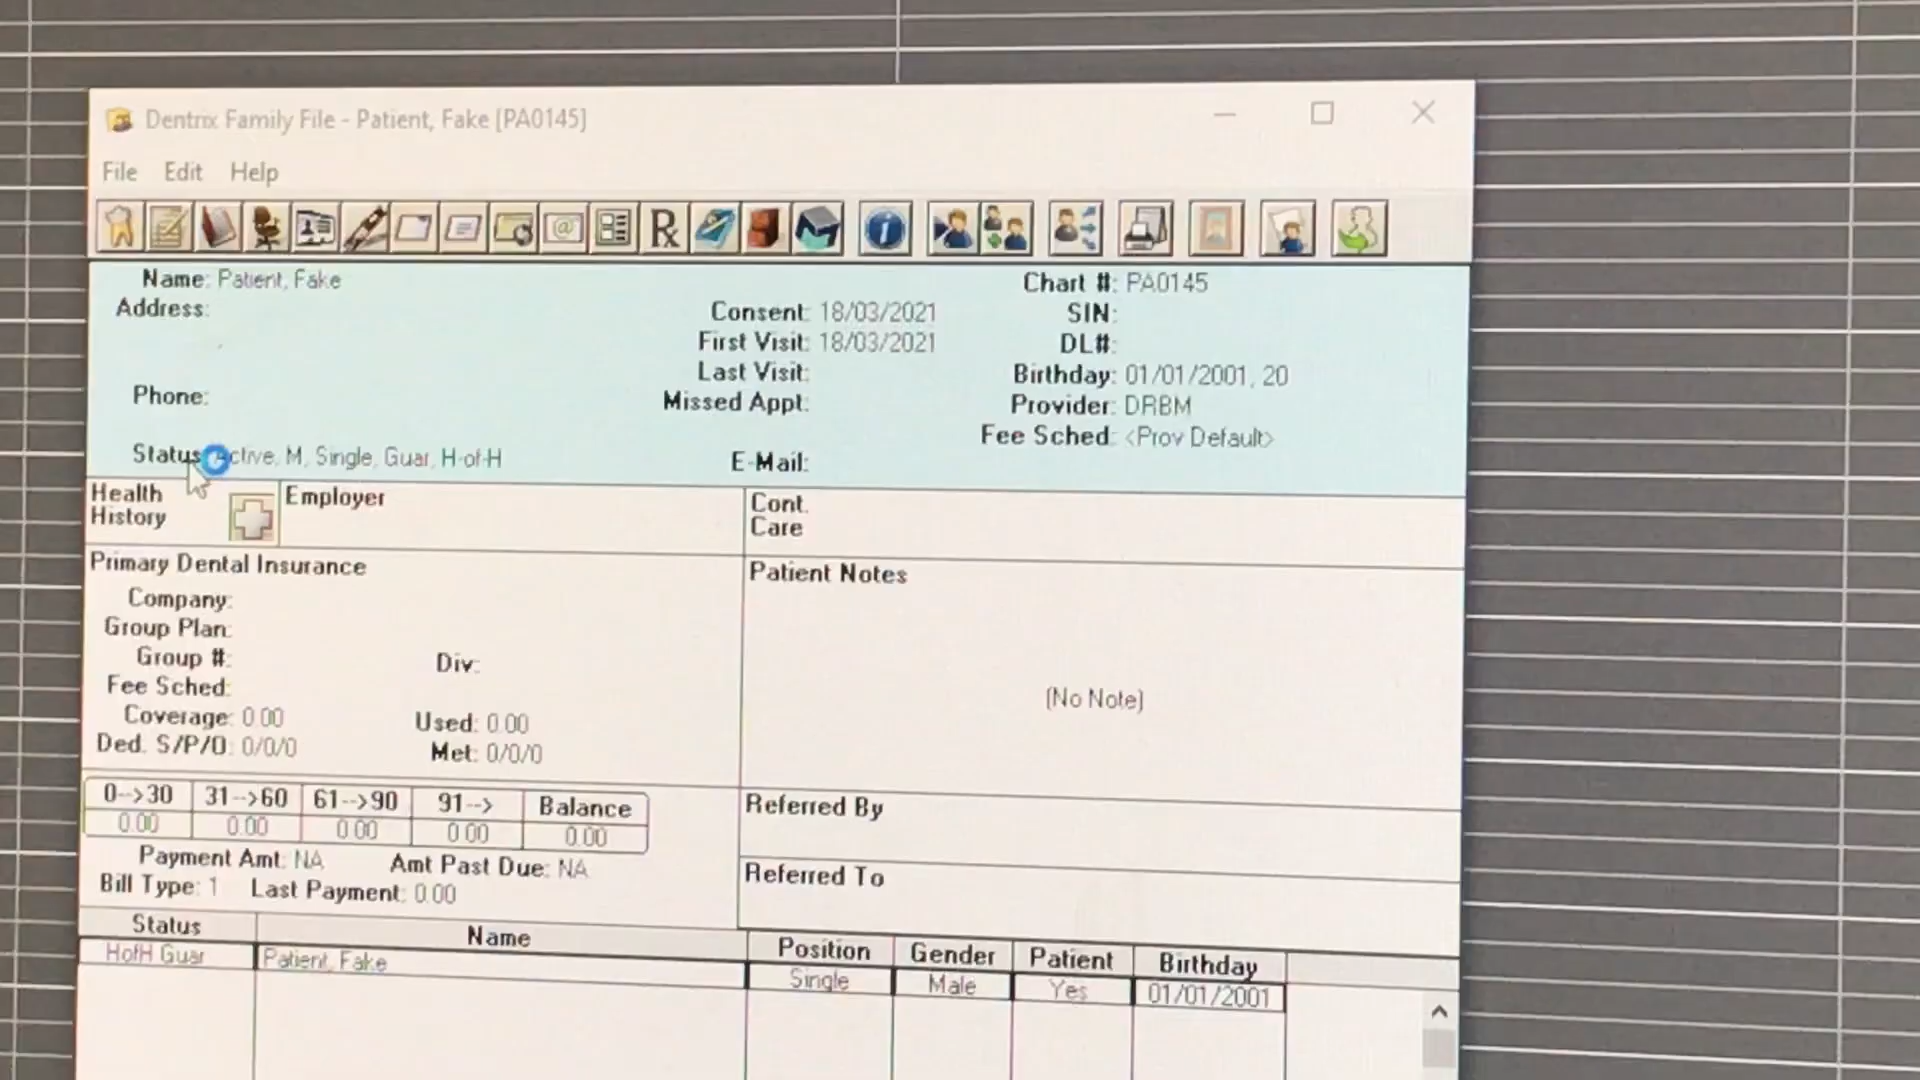 Dentrix Family File - Patient, Fake [PA0145]
File Edit Help
Rx
Name: Patient, Fake
Address:
Phone:
Status: Active, M, Single, Guar, H-of-H
Consent: 18/03/2021
First Visit: 18/03/2021
Last Visit:
Missed Appt:
E-Mail:
Chart #: PA0145
SIN:
DL#:
Birthday: 01/01/2001, 20
Provider: DRBM
Fee Sched: <Prov Default>
Health
History
Employer
Cont.
Care
Primary Dental Insurance
Company:
Group Plan:
Group #: Div:
Fee Sched:
Coverage: 0.00 Used: 0.00
Ded. S/P/O: 0/0/0 Met: 0/0/0
Patient Notes
(No Note)
0-->30 31-->60 61-->90 91--> Balance
0.00 0.00 0.00 0.00 0.00
Payment Amt: NA Amt Past Due: NA
Bill Type: 1 Last Payment: 0.00
Referred By
Referred To
Status Name Position Gender Patient Birthday
HofH Guar Patient, Fake Single Male Yes 01/01/2001